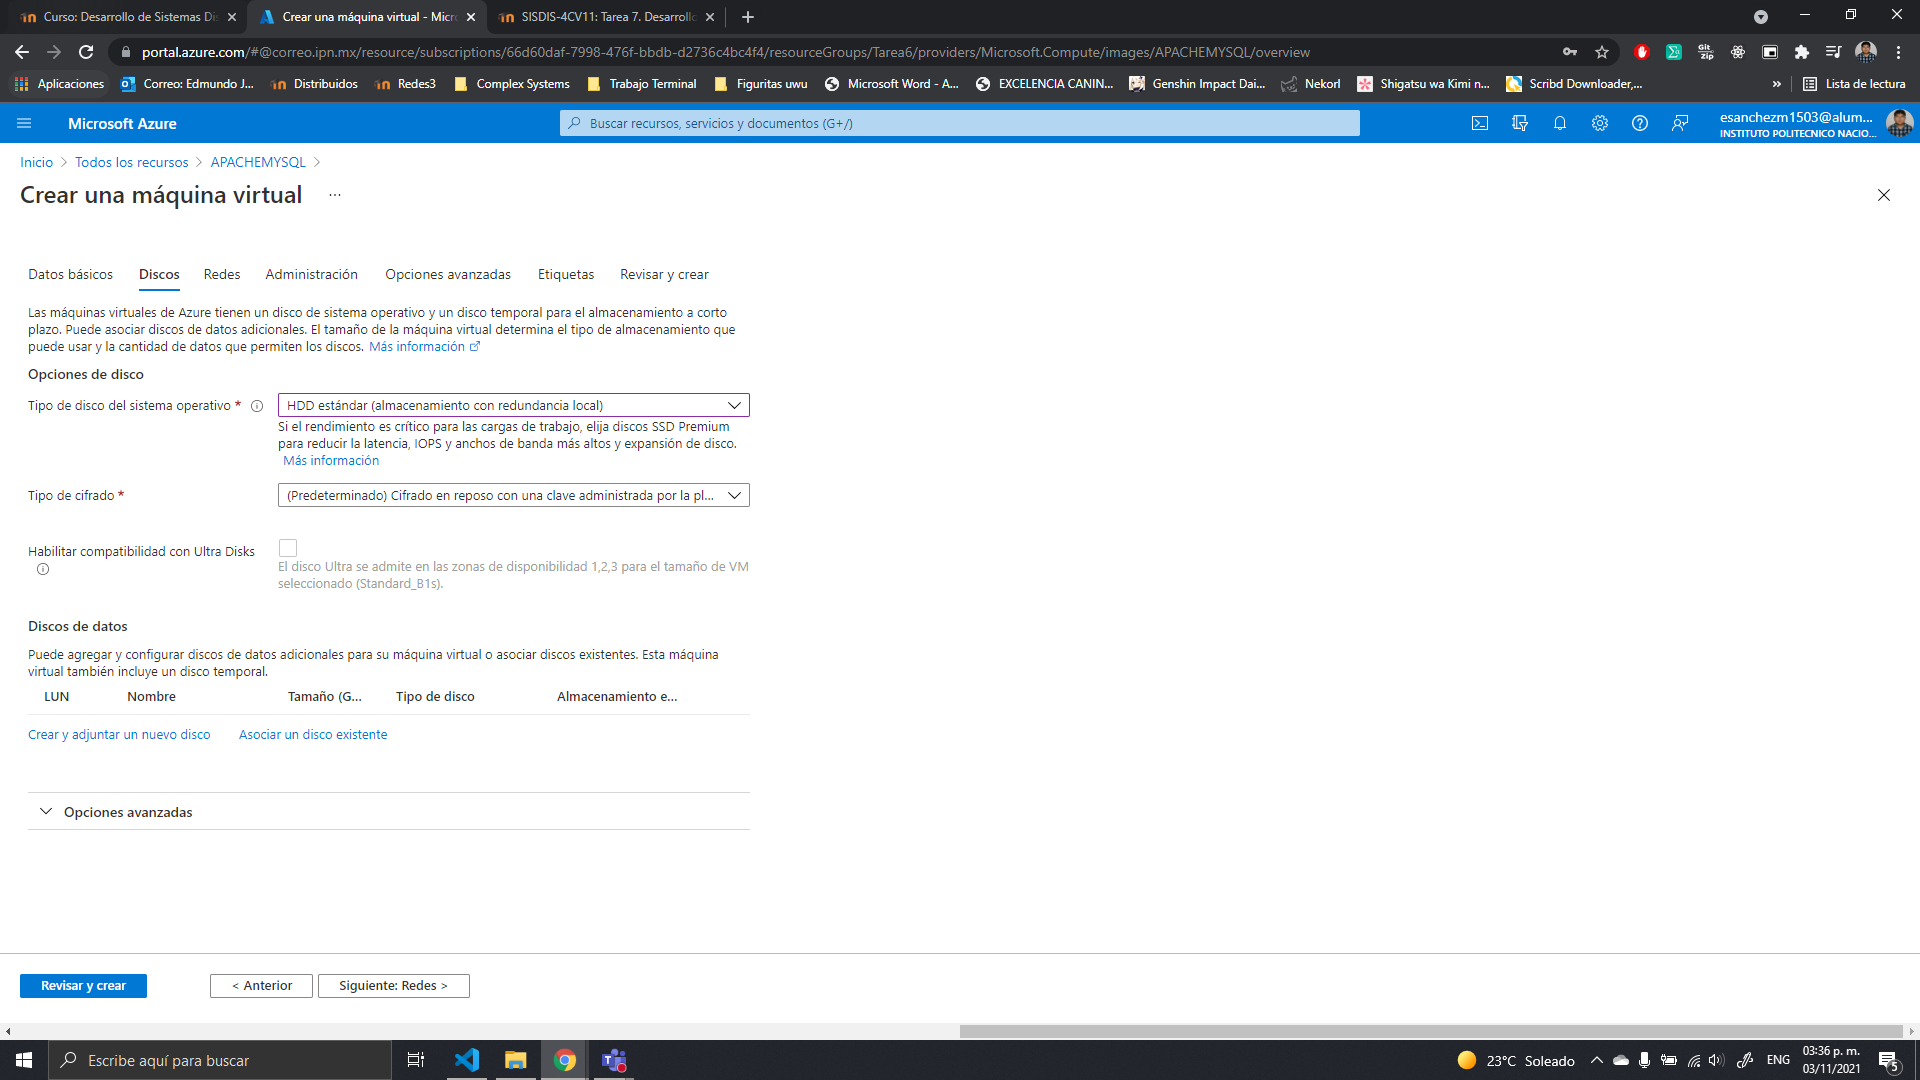 Curso: Desarrollo de Sistemas Dis
Crear una máquina virtual - Micro
SISDIS-4CV11: Tarea 7. Desarrollo
portal.azure.com/#@correo.ipn.mx/resource/subscriptions/66d60daf-7998-476f-bbdb-d2736c4bc4f4/resourceGroups/Tarea6/providers/Microsoft.Compute/images/APACHEMYSQL/overview
Aplicaciones
Correo: Edmundo J...
Distribuidos
Redes3
Complex Systems
Trabajo Terminal
Figuritas uwu
Microsoft Word - A...
EXCELENCIA CANIN...
Genshin Impact Dai...
Nekorl
Shigatsu wa Kimi n...
Scribd Downloader,...
»
Lista de lectura
Microsoft Azure
Buscar recursos, servicios y documentos (G+/)
esanchezm1503@alum...
INSTITUTO POLITECNICO NACIO...
Inicio > Todos los recursos > APACHEMYSQL >
Crear una máquina virtual ...
Datos básicos
Discos
Redes
Administración
Opciones avanzadas
Etiquetas
Revisar y crear
Las máquinas virtuales de Azure tienen un disco de sistema operativo y un disco temporal para el almacenamiento a corto
plazo. Puede asociar discos de datos adicionales. El tamaño de la máquina virtual determina el tipo de almacenamiento que
puede usar y la cantidad de datos que permiten los discos. Más información
Opciones de disco
Tipo de disco del sistema operativo *
HDD estándar (almacenamiento con redundancia local)
Si el rendimiento es crítico para las cargas de trabajo, elija discos SSD Premium
para reducir la latencia, IOPS y anchos de banda más altos y expansión de disco.
Más información
Tipo de cifrado *
(Predeterminado) Cifrado en reposo con una clave administrada por la pl...
Habilitar compatibilidad con Ultra Disks
El disco Ultra se admite en las zonas de disponibilidad 1,2,3 para el tamaño de VM
seleccionado (Standard_B1s).
Discos de datos
Puede agregar y configurar discos de datos adicionales para su máquina virtual o asociar discos existentes. Esta máquina
virtual también incluye un disco temporal.
LUN
Nombre
Tamaño (G...
Tipo de disco
Almacenamiento e...
Crear y adjuntar un nuevo disco
Asociar un disco existente
Opciones avanzadas
Revisar y crear
< Anterior
Siguiente: Redes >
Escribe aquí para buscar
23°C Soleado
ENG
03:36 p. m.
03/11/2021
5